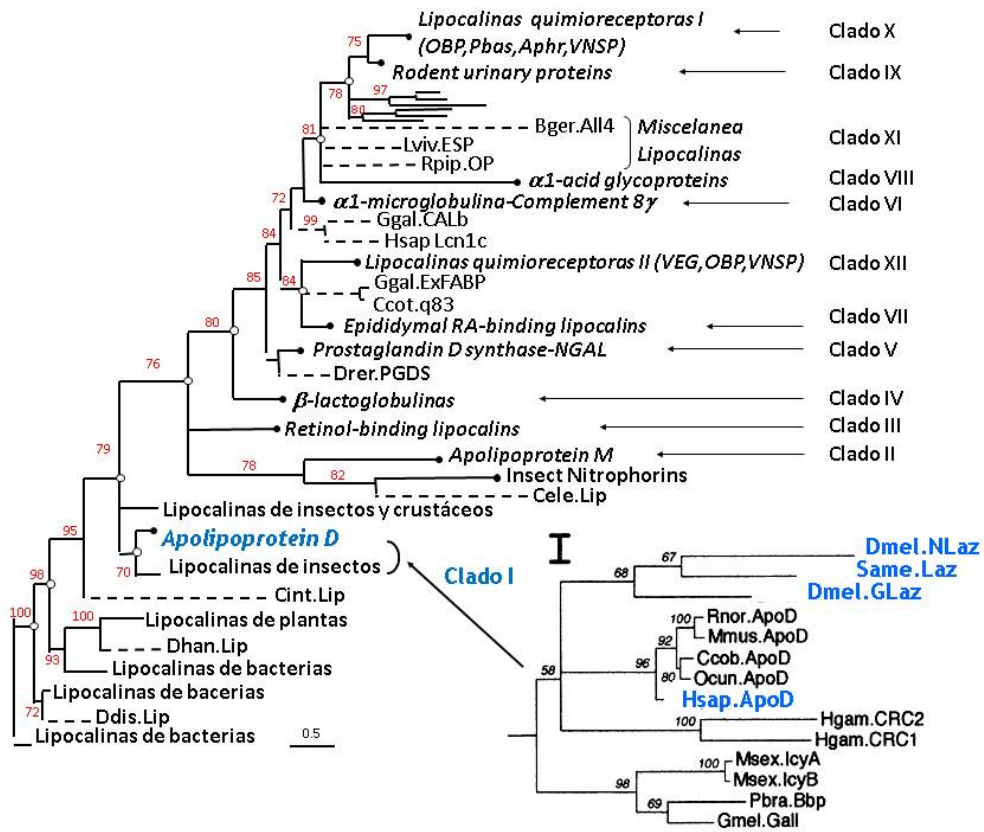 Lipocalinas quimioreceptoras I
(OBP,Pbas,Aphr,VNSP)
Clado X
75
Rodent urinary proteins
Clado IX
78
97
80
81
Bger.All4
Miscelanea
Lviv.ESP
Lipocalinas
Clado XI
Rpip.OP
α1-acid glycoproteins
Clado VIII
72
α1-microglobulina-Complement 8γ
Clado VI
99
Ggal.CALb
84
Hsap Lcn1c
Lipocalinas quimioreceptoras II (VEG,OBP,VNSP)
Clado XII
85
84
Ggal.ExFABP
Ccot.q83
80
Epididymal RA-binding lipocalins
Clado VII
Prostaglandin D synthase-NGAL
Clado V
76
Drer.PGDS
β-lactoglobulinas
Clado IV
Retinol-binding lipocalins
Clado III
79
Apolipoprotein M
Clado II
78
82
Insect Nitrophorins
Cele.Lip
Lipocalinas de insectos y crustáceos
95
Apolipoprotein D
70
Lipocalinas de insectos
Clado I
98
Cint.Lip
100
100
Lipocalinas de plantas
93
Dhan.Lip
Lipocalinas de bacterias
Lipocalinas de bacerias
72
Ddis.Lip
Lipocalinas de bacterias
0.5
I
67
Dmel.NLaz
68
Same.Laz
Dmel.GLaz
100
Rnor.ApoD
92
Mmus.ApoD
58
96
Ccob.ApoD
80
Ocun.ApoD
Hsap.ApoD
100
Hgam.CRC2
Hgam.CRC1
100
Msex.IcyA
98
Msex.IcyB
69
Pbra.Bbp
Gmel.Gall